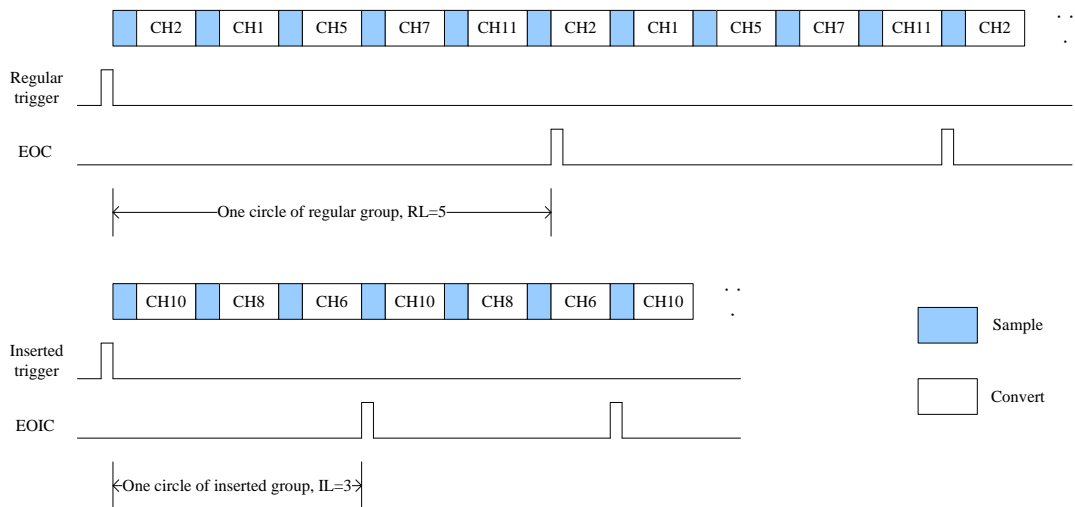 CH2 CH1 CH5 CH7 CH11 CH2 CH1 CH5 CH7 CH11 CH2 . . .
Regular
trigger
EOC
One circle of regular group, RL=5
CH10 CH8 CH6 CH10 CH8 CH6 CH10 . . .
Sample
Inserted
trigger
Convert
EOIC
One circle of inserted group, IL=3